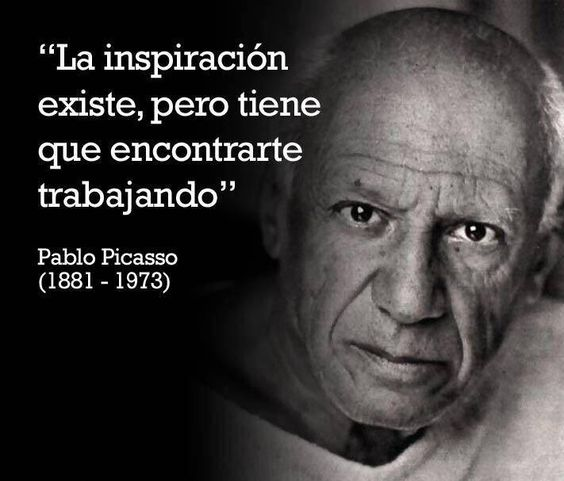 “La inspiración
existe, pero tiene
que encontrarte
trabajando”
Pablo Picasso
(1881 - 1973)